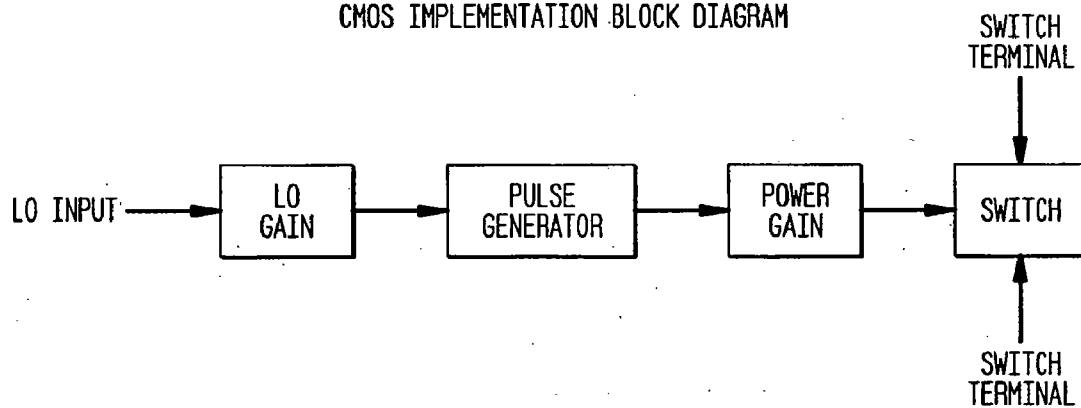 CMOS IMPLEMENTATION BLOCK DIAGRAM
SWITCH
TERMINAL
LO INPUT
LO
GAIN
PULSE
GENERATOR
POWER
GAIN
SWITCH
SWITCH
TERMINAL